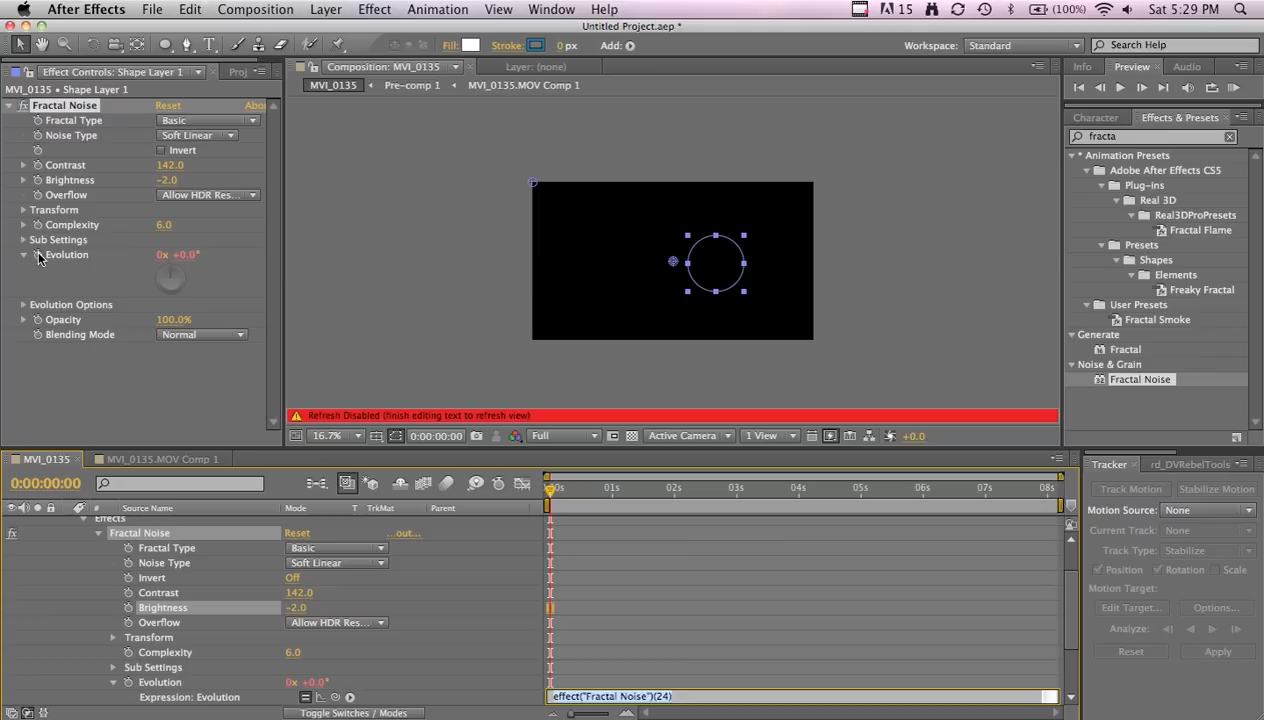 After Effects File Edit Composition Layer Effect Animation View Window Help 15 (100%) Sat 5:29 PM
Untitled Project.aep *
Fill: Stroke: 0 px Add: Workspace: Standard Search Help
Effect Controls: Shape Layer 1 Proj
MVI_0135 • Shape Layer 1
fx Fractal Noise Reset Abo
Fractal Type Basic
Noise Type Soft Linear
Invert
Contrast 142.0
Brightness -2.0
Overflow Allow HDR Res...
Transform
Complexity 6.0
Sub Settings
Evolution 0x +0.0°
Evolution Options
Opacity 100.0%
Blending Mode Normal
Composition: MVI_0135 Layer: (none)
MVI_0135 Pre-comp 1 MVI_0135.MOV Comp 1
Refresh Disabled (finish editing text to refresh view)
16.7% 0:00:00:00 Full Active Camera 1 View +0.0
Info Preview Audio
Character Effects & Presets
fracta
* Animation Presets
Adobe After Effects CS5
Plug-ins
Real 3D
Real3DProPresets
Fractal Flame
Presets
Shapes
Elements
Freaky Fractal
User Presets
Fractal Smoke
Generate
Fractal
Noise & Grain
32 Fractal Noise
MVI_0135 MVI_0135.MOV Comp 1
0:00:00:00
# Source Name Mode T TrkMat Parent
01s 02s 03s 04s 05s 06s 07s 08s
Effects
fx Fractal Noise Reset ...out...
Fractal Type Basic
Noise Type Soft Linear
Invert Off
Contrast 142.0
Brightness -2.0
Overflow Allow HDR Res...
Transform
Complexity 6.0
Sub Settings
Evolution 0x +0.0°
Expression: Evolution effect("Fractal Noise")(24)
Toggle Switches / Modes
Tracker rd_DVRebelTools
Track Motion Stabilize Motion
Motion Source: None
Current Track: None
Track Type: Stabilize
Position Rotation Scale
Motion Target:
Edit Target... Options...
Analyze:
Reset Apply